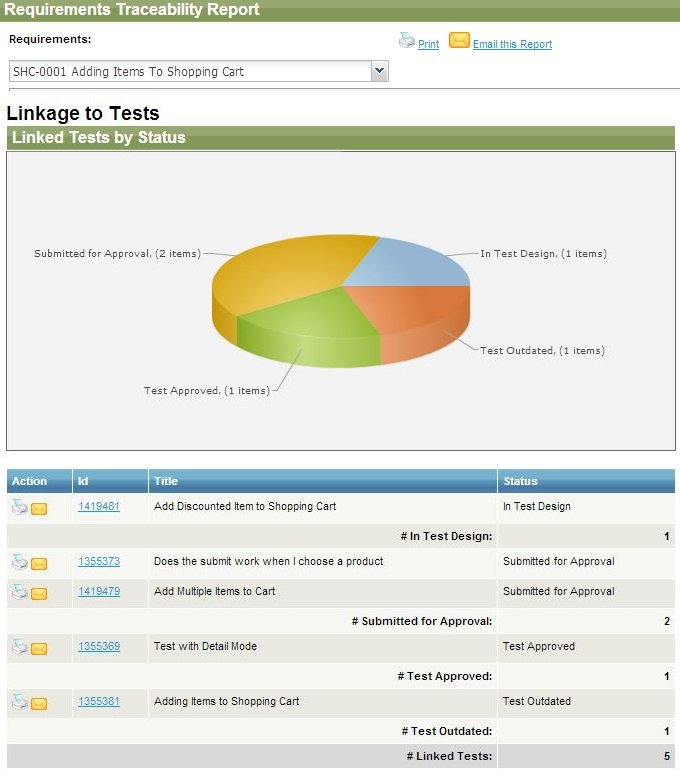 Requirements Traceability Report
Requirements:
Print Email this Report
SHC-0001 Adding Items To Shopping Cart
Linkage to Tests
Linked Tests by Status
Submitted for Approval, (2 items)
In Test Design, (1 items)
Test Outdated, (1 items)
Test Approved, (1 items)
Action Id Title Status
1419481 Add Discounted Item to Shopping Cart In Test Design
# In Test Design: 1
1355373 Does the submit work when I choose a product Submitted for Approval
1419479 Add Multiple Items to Cart Submitted for Approval
# Submitted for Approval: 2
1355369 Test with Detail Mode Test Approved
# Test Approved: 1
1355381 Adding Items to Shopping Cart Test Outdated
# Test Outdated: 1
# Linked Tests: 5